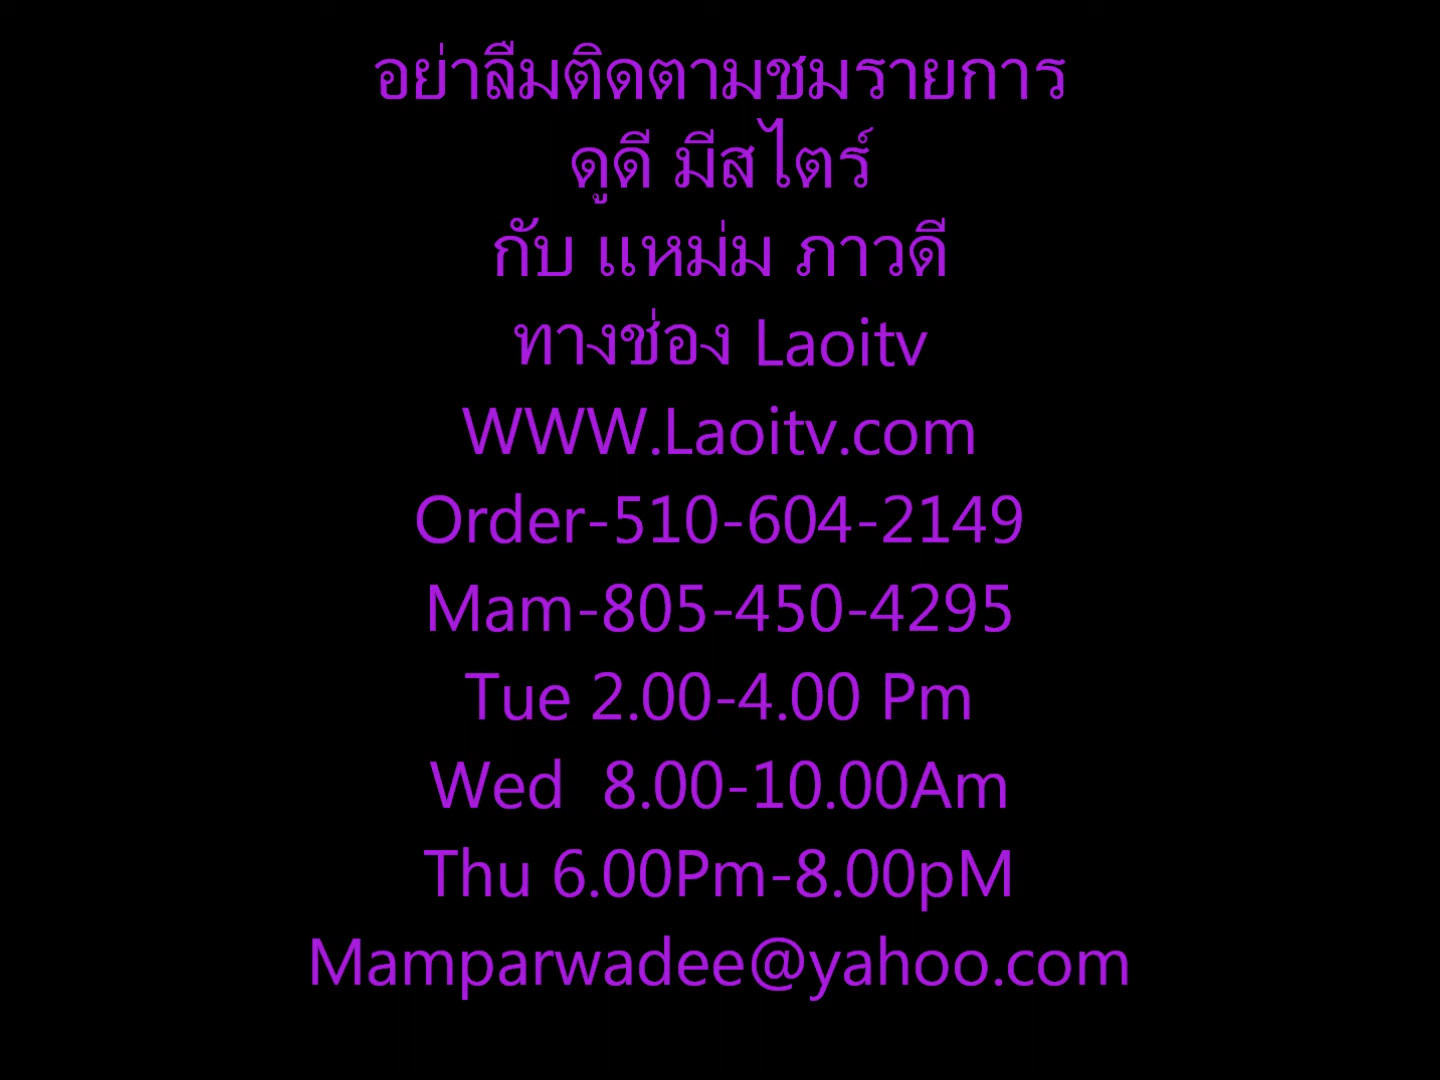 อย่าลืมติดตามชมรายการ
ดูดี มีสไตร์
กับ แหม่ม ภาวดี
ทางช่อง Laoitv
WWW.Laoitv.com
Order-510-604-2149
Mam-805-450-4295
Tue 2.00-4.00 Pm
Wed  8.00-10.00Am
Thu 6.00Pm-8.00pM
Mamparwadee@yahoo.com